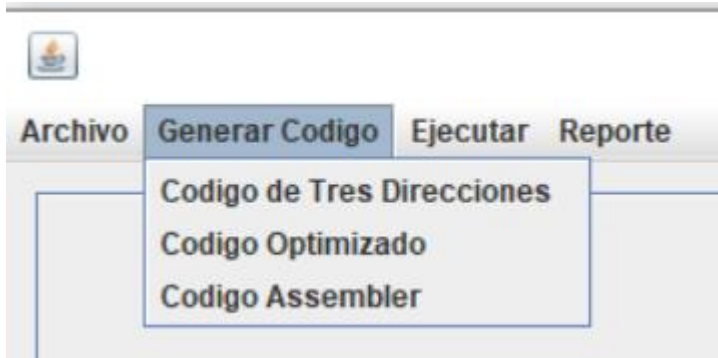 Archivo Generar Codigo Ejecutar Reporte
Codigo de Tres Direcciones
Codigo Optimizado
Codigo Assembler